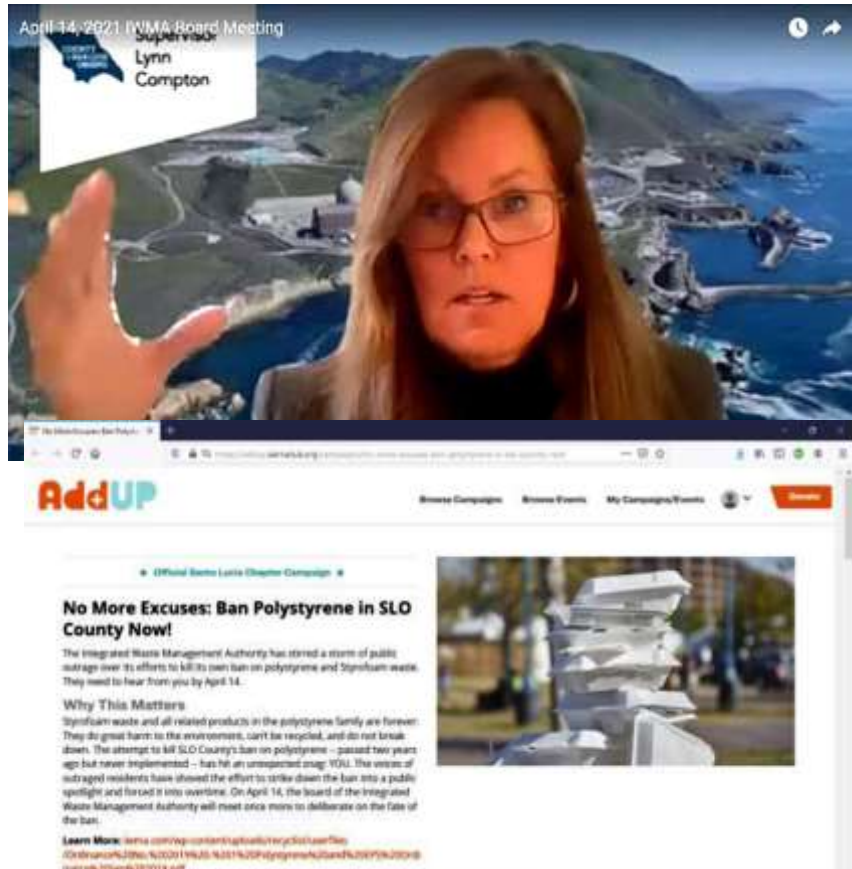 April 14, 2021 IWMA Board Meeting
Supervisor
Lynn
Compton
COUNTY
No More Excuses: Ban Polyst
AddUP
Browse Campaigns Browse Events My Campaigns/Events Donate
Official Santa Lucia Chapter Campaign
No More Excuses: Ban Polystyrene in SLO
County Now!
The Integrated Waste Management Authority has stirred a storm of public
outrage over its efforts to kill its own ban on polystyrene and Styrofoam waste.
They need to hear from you by April 14.
Why This Matters
Styrofoam waste and all related products in the polystyrene family are forever.
They do great harm to the environment, can't be recycled, and do not break
down. The attempt to kill SLO County's ban on polystyrene – passed two years
ago but never implemented – has hit an unexpected snag: YOU. The voices of
outraged residents have shoved the effort to strike down the ban into a public
spotlight and forced it into overtime. On April 14, the board of the Integrated
Waste Management Authority will meet once more to deliberate on the fate of
the ban.
Learn More: